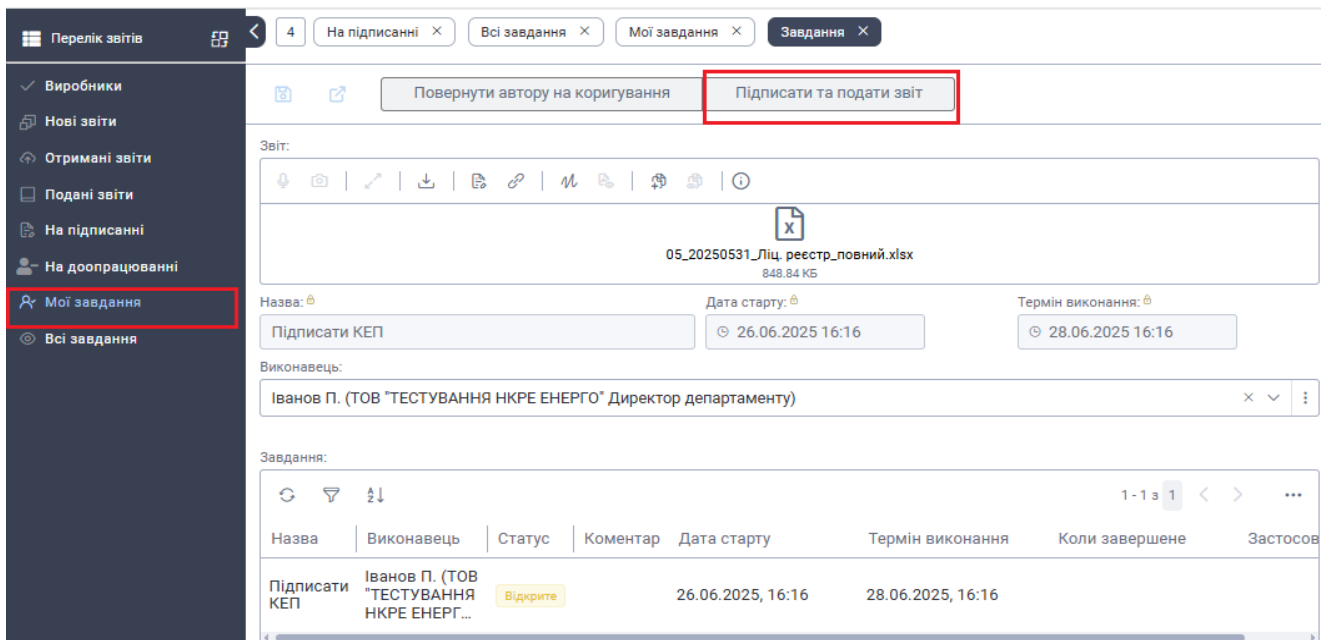 Перелік звітів
Виробники
Нові звіти
Отримані звіти
Подані звіти
На підписанні
На доопрацюванні
Мої завдання
Всі завдання
4 На підписанні Всі завдання Мої завдання Завдання
Повернути автору на коригування Підписати та подати звіт
Звіт:
05_20250531_Ліц. реєстр_повний.xlsx
848.84 КБ
Назва: Дата старту: Термін виконання:
Підписати КЕП 26.06.2025 16:16 28.06.2025 16:16
Виконавець:
Іванов П. (ТОВ "ТЕСТУВАННЯ НКРЕ ЕНЕРГО" Директор департаменту)
Завдання:
1 - 1 з 1
Назва Виконавець Статус Коментар Дата старту Термін виконання Коли завершене Застосов
Підписати КЕП Іванов П. (ТОВ "ТЕСТУВАННЯ НКРЕ ЕНЕРГ... Відкрите 26.06.2025, 16:16 28.06.2025, 16:16